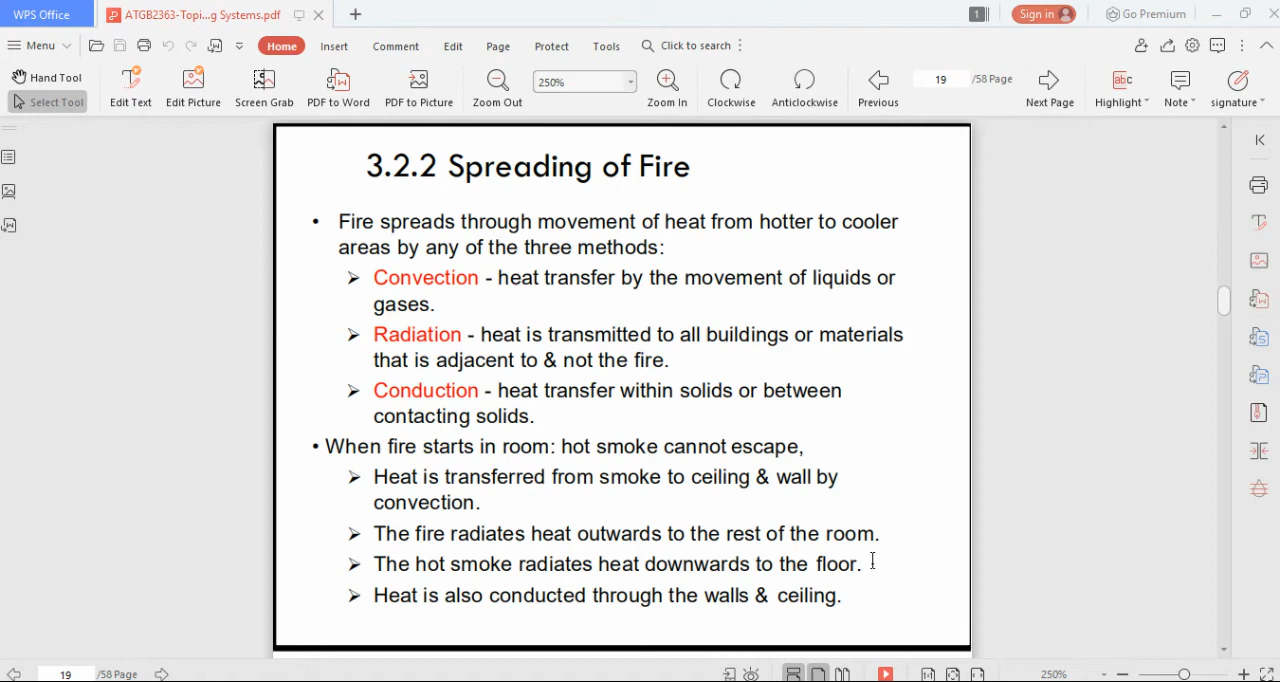 WPS Office
ATGB2363-Topi...g Systems.pdf
1
Sign in
Go Premium
Menu
Home
Insert
Comment
Edit
Page
Protect
Tools
Click to search
Hand Tool
Select Tool
Edit Text
Edit Picture
Screen Grab
PDF to Word
PDF to Picture
Zoom Out
250%
Zoom In
Clockwise
Anticlockwise
Previous
19 /58 Page
Next Page
abc
Highlight
Note
signature
3.2.2 Spreading of Fire
• Fire spreads through movement of heat from hotter to cooler
areas by any of the three methods:
➢ Convection - heat transfer by the movement of liquids or
gases.
➢ Radiation - heat is transmitted to all buildings or materials
that is adjacent to & not the fire.
➢ Conduction - heat transfer within solids or between
contacting solids.
• When fire starts in room: hot smoke cannot escape,
➢ Heat is transferred from smoke to ceiling & wall by
convection.
➢ The fire radiates heat outwards to the rest of the room.
➢ The hot smoke radiates heat downwards to the floor.
➢ Heat is also conducted through the walls & ceiling.
19 /58 Page
250%